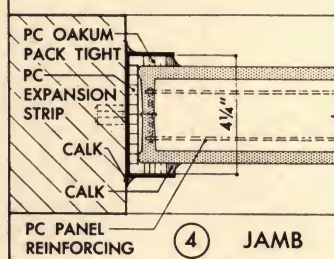 PC OAKUM
PACK TIGHT
PC
EXPANSION
STRIP
4¼"
CALK
CALK
PC PANEL
REINFORCING
4 JAMB